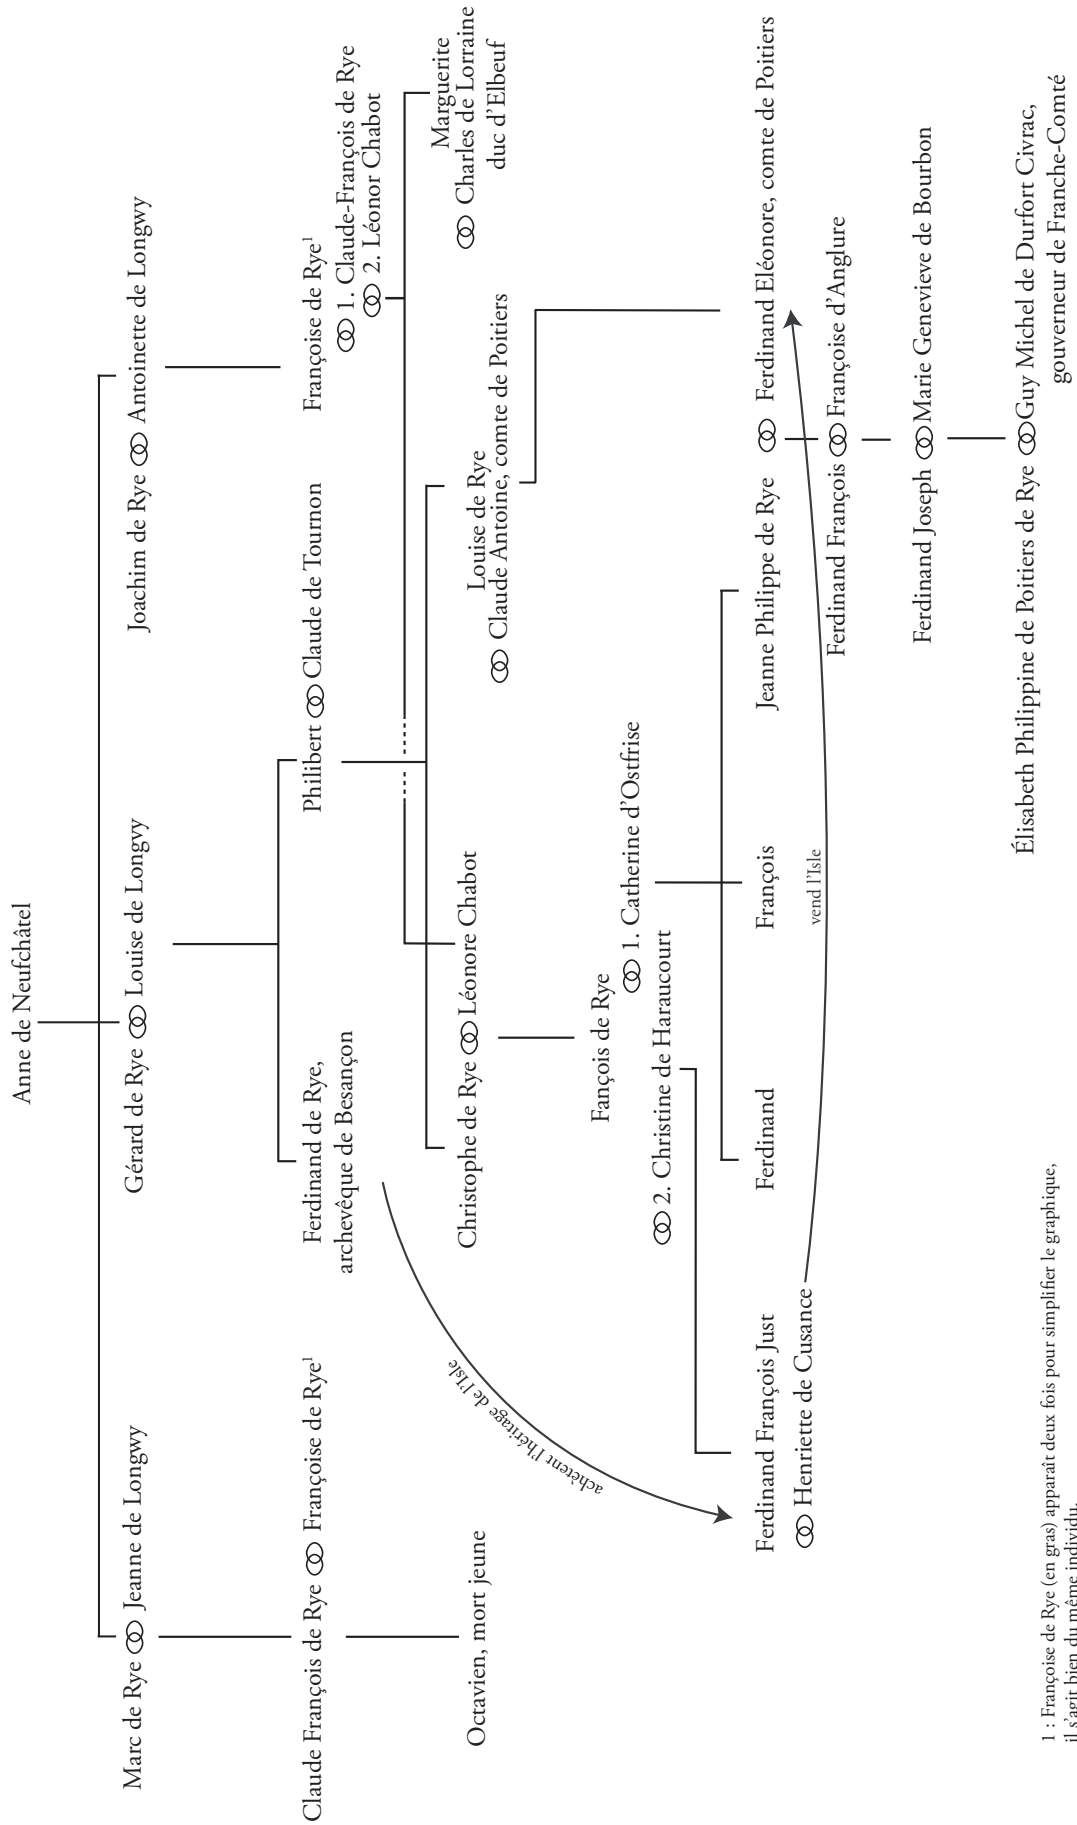 Anne de Neufchâtel
Marc de Rye Jeanne de Longwy
Gérard de Rye Louise de Longvy
Joachim de Rye Antoinette de Longwy
Claude François de Rye Françoise de Rye1
Ferdinand de Rye,
archevêque de Besançon
Philibert Claude de Tournon
Françoise de Rye1
1. Claude-François de Rye
2. Léonor Chabot
Octavien, mort jeune
Christophe de Rye Léonore Chabot
Louise de Rye
Claude Antoine, comte de Poitiers
Marguerite
Charles de Lorraine
duc d'Elbeuf
achètent l'héritage de l'Isle
Fançois de Rye
1. Catherine d'Ostfrise
2. Christine de Haraucourt
Ferdinand François Just
Henriette de Cusance
Ferdinand
François
Jeanne Philippe de Rye Ferdinand Eléonore, comte de Poitiers
vend l'Isle
Ferdinand François Françoise d'Anglure
Ferdinand Joseph Marie Genevieve de Bourbon
Élisabeth Philippine de Poitiers de Rye Guy Michel de Durfort Civrac,
gouverneur de Franche-Comté
1 : Françoise de Rye (en gras) apparaît deux fois pour simplifier le graphique,
il s'agit bien du même individu.